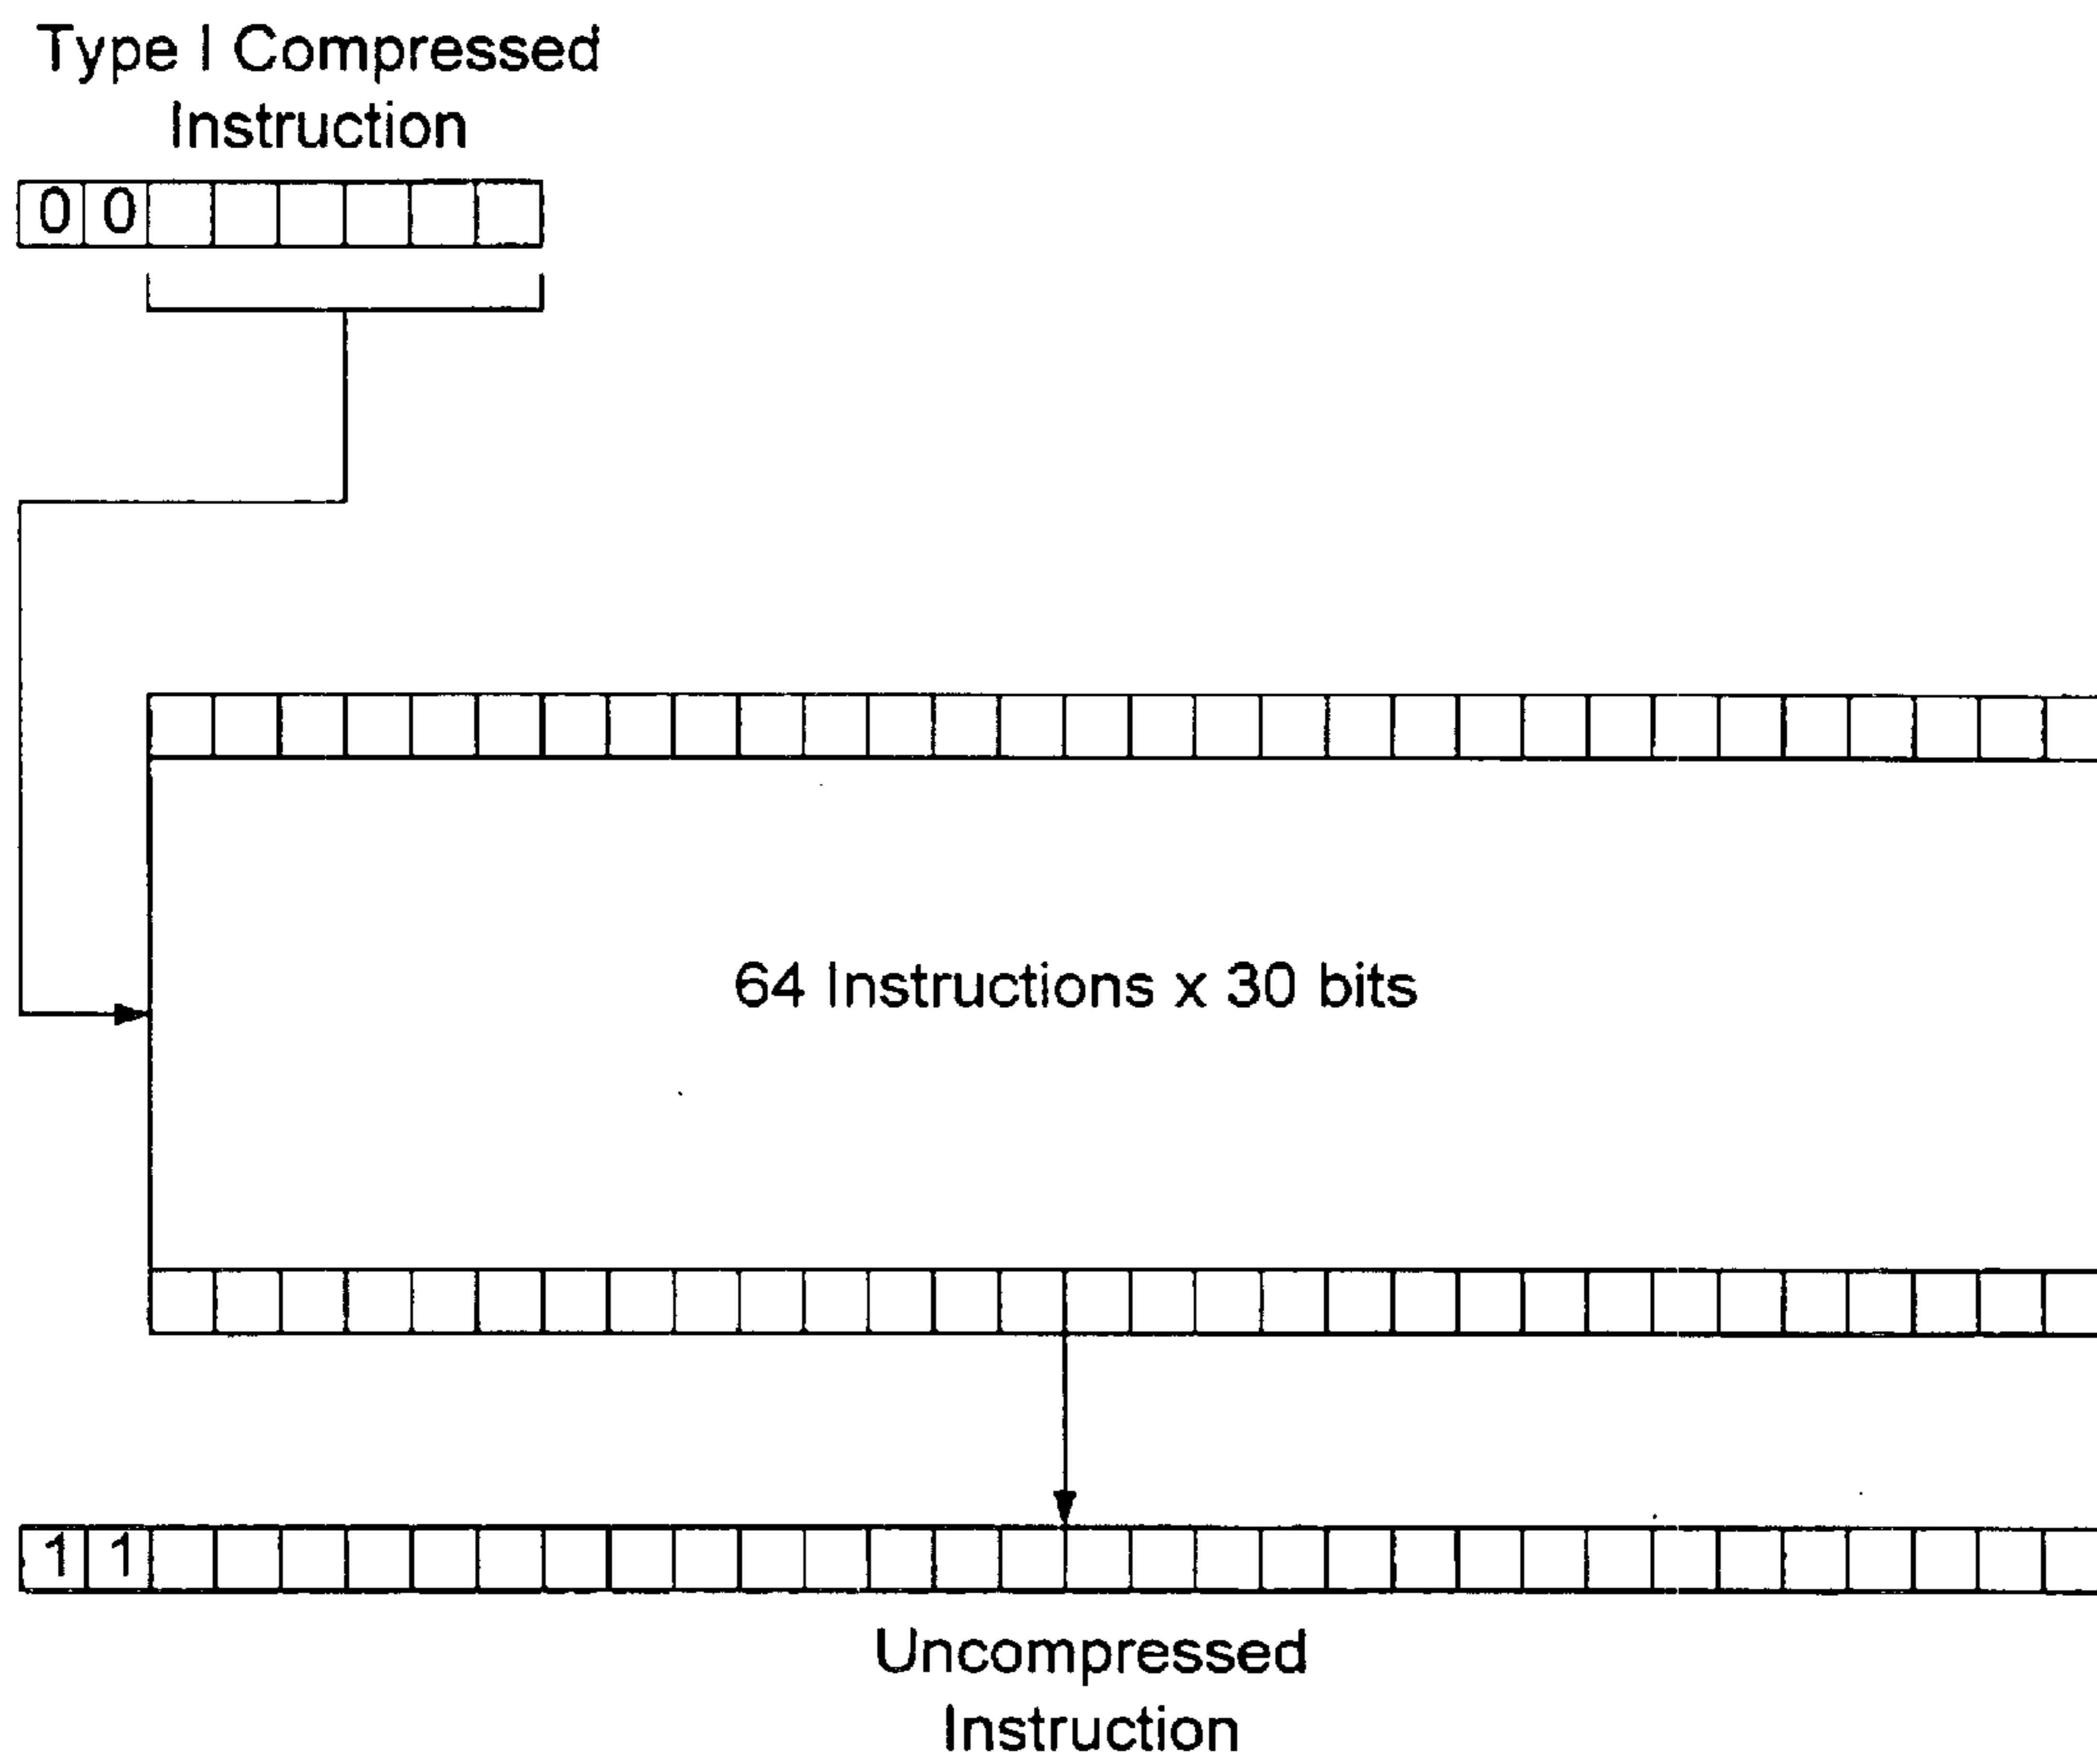 Type I Compressed
Instruction
0 0
64 Instructions x 30 bits
1 1
Uncompressed
Instruction